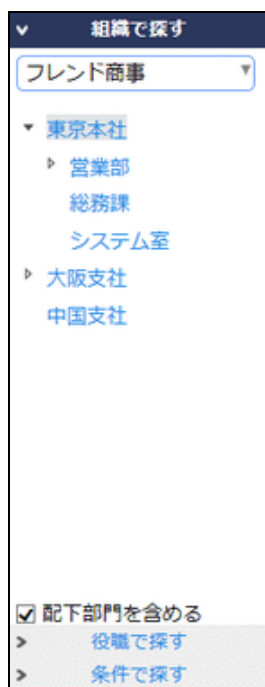 組織で探す
フレンド商事
東京本社
営業部
総務課
システム室
大阪支社
中国支社
配下部門を含める
役職で探す
条件で探す